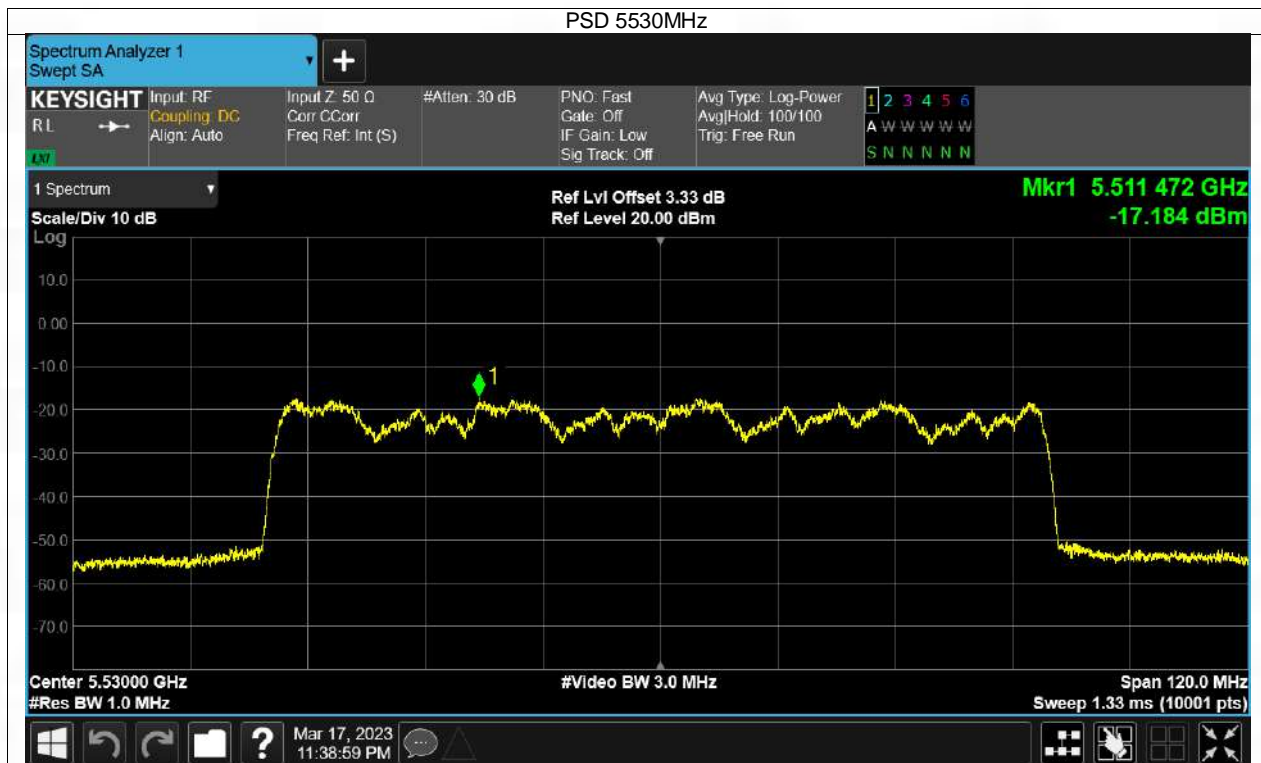 PSD 5530MHz
Spectrum Analyzer 1
Swept SA
+
KEYSIGHT
RL
LXI
Input: RF
Coupling: DC
Align: Auto
Input Z: 50 Ω
Corr CCorr
Freq Ref: Int (S)
#Atten: 30 dB
PNO: Fast
Gate: Off
IF Gain: Low
Sig Track: Off
Avg Type: Log-Power
Avg|Hold: 100/100
Trig: Free Run
1 2 3 4 5 6
A W W W W W
S N N N N N
1 Spectrum
Scale/Div 10 dB
Log
Ref Lvl Offset 3.33 dB
Ref Level 20.00 dBm
Mkr1 5.511 472 GHz
-17.184 dBm
10.0
0.00
-10.0
-20.0
-30.0
-40.0
-50.0
-60.0
-70.0
1
Center 5.53000 GHz
#Res BW 1.0 MHz
#Video BW 3.0 MHz
Span 120.0 MHz
Sweep 1.33 ms (10001 pts)
?
Mar 17, 2023
11:38:59 PM